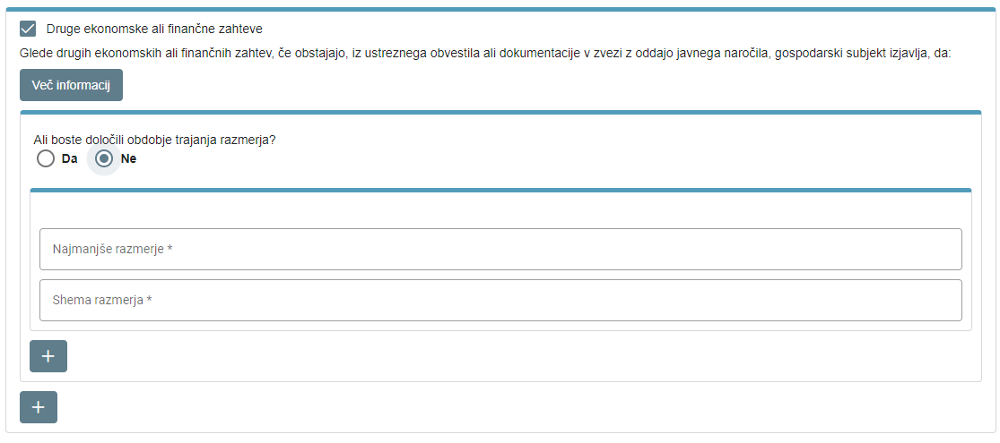 Druge ekonomske ali finančne zahteve
Glede drugih ekonomskih ali finančnih zahtev, če obstajajo, iz ustreznega obvestila ali dokumentacije v zvezi z oddajo javnega naročila, gospodarski subjekt izjavlja, da:
Več informacij
Ali boste določili obdobje trajanja razmerja?
Da Ne
Najmanjše razmerje *
Shema razmerja *
+
+